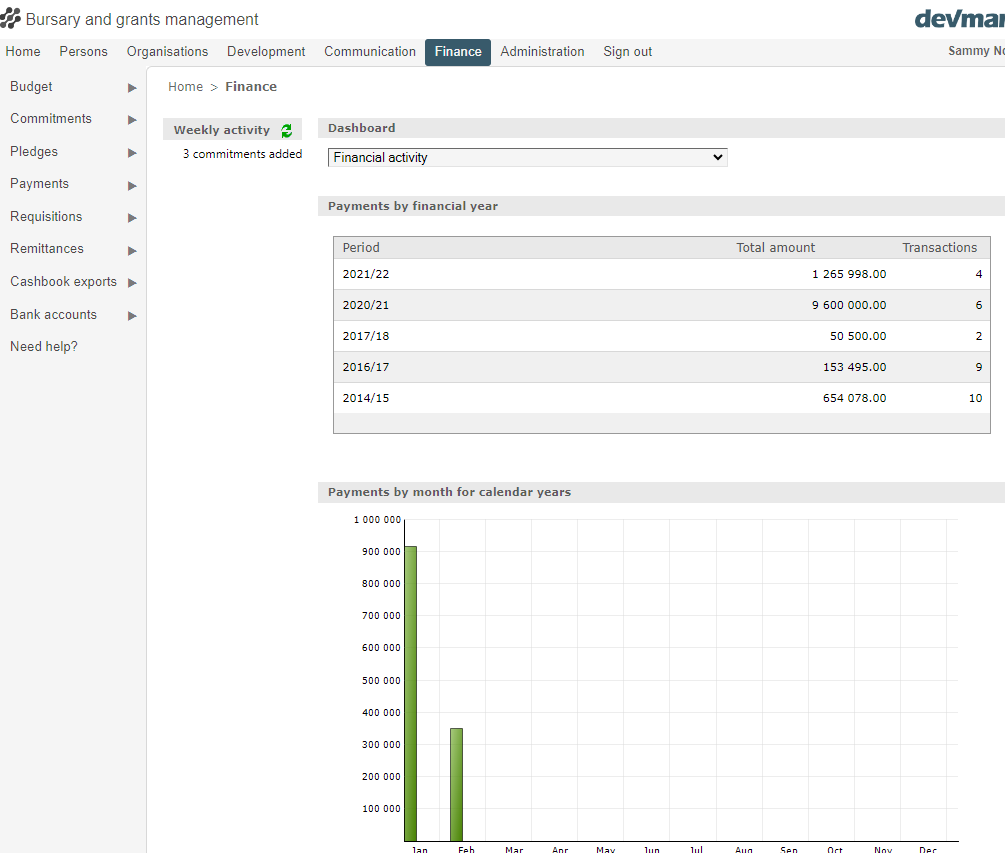 Bursary and grants management
Home Persons Organisations Development Communication Finance Administration Sign out
Sammy
Budget
Commitments
Pledges
Payments
Requisitions
Remittances
Cashbook exports
Bank accounts
Need help?
Home > Finance
Weekly activity
3 commitments added
Dashboard
Financial activity
Payments by financial year
Period Total amount Transactions
2021/22 1 265 998.00 4
2020/21 9 600 000.00 6
2017/18 50 500.00 2
2016/17 153 495.00 9
2014/15 654 078.00 10
Payments by month for calendar years
1 000 000
900 000
800 000
700 000
600 000
500 000
400 000
300 000
200 000
100 000
Jan Feb Mar Apr May Jun Jul Aug Sep Oct Nov Dec